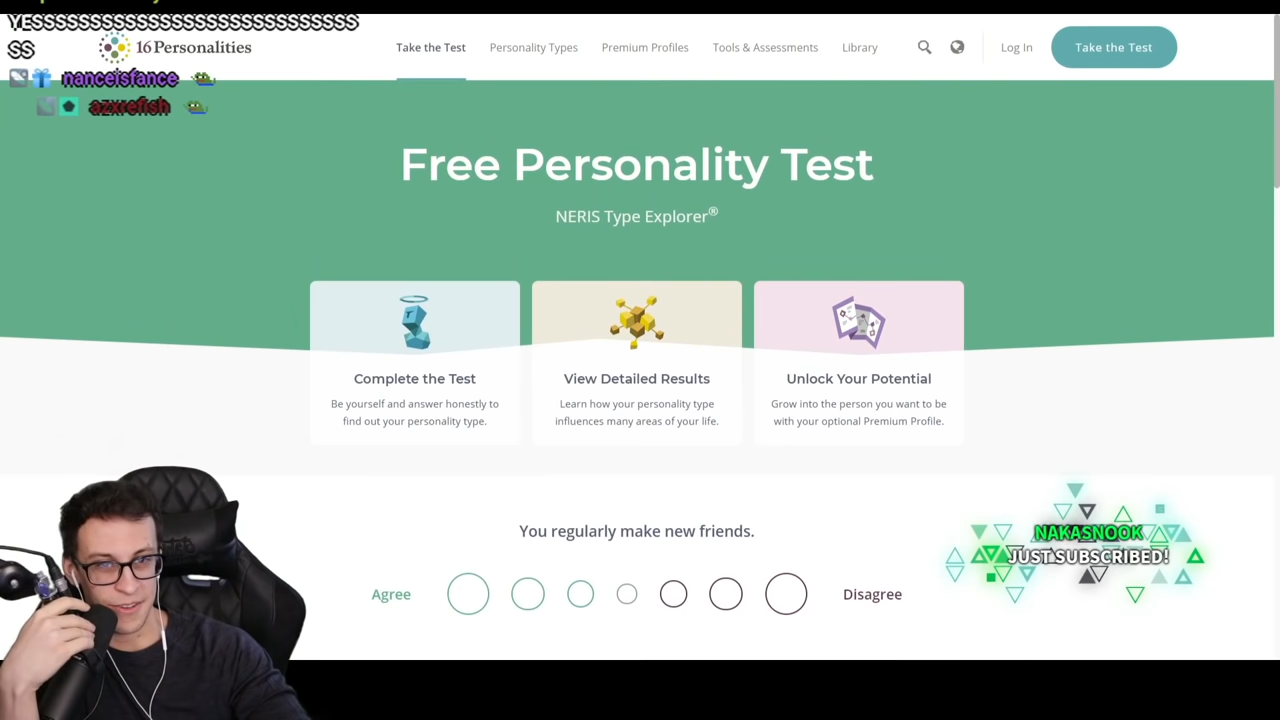 YESSSSSSSSSSSSSSSSSSSSSSSSSSS
SS
nanceisfance
azxrefish
16Personalities
Take the Test
Personality Types
Premium Profiles
Tools & Assessments
Library
Log In
Take the Test
Free Personality Test
NERIS Type Explorer®
Complete the Test
Be yourself and answer honestly to
find out your personality type.
View Detailed Results
Learn how your personality type
influences many areas of your life.
Unlock Your Potential
Grow into the person you want to be
with your optional Premium Profile.
You regularly make new friends.
Agree
Disagree
NAKASNOOK
JUST SUBSCRIBED!